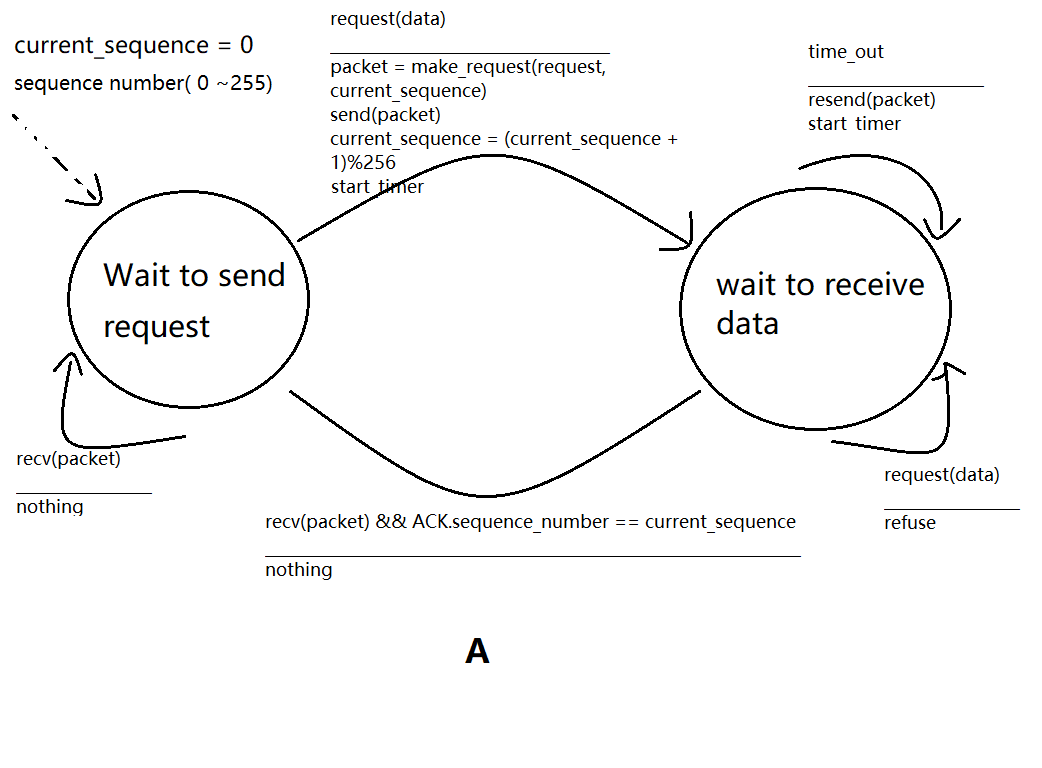 current_sequence = 0
sequence number( 0 ~255)
request(data)
packet = make_request(request,
current_sequence)
send(packet)
current_sequence = (current_sequence +
1)%256
start_timer
time_out
resend(packet)
start timer
Wait to send
request
wait to receive
data
recv(packet)
nothing
recv(packet) && ACK.sequence_number == current_sequence
nothing
request(data)
refuse
A